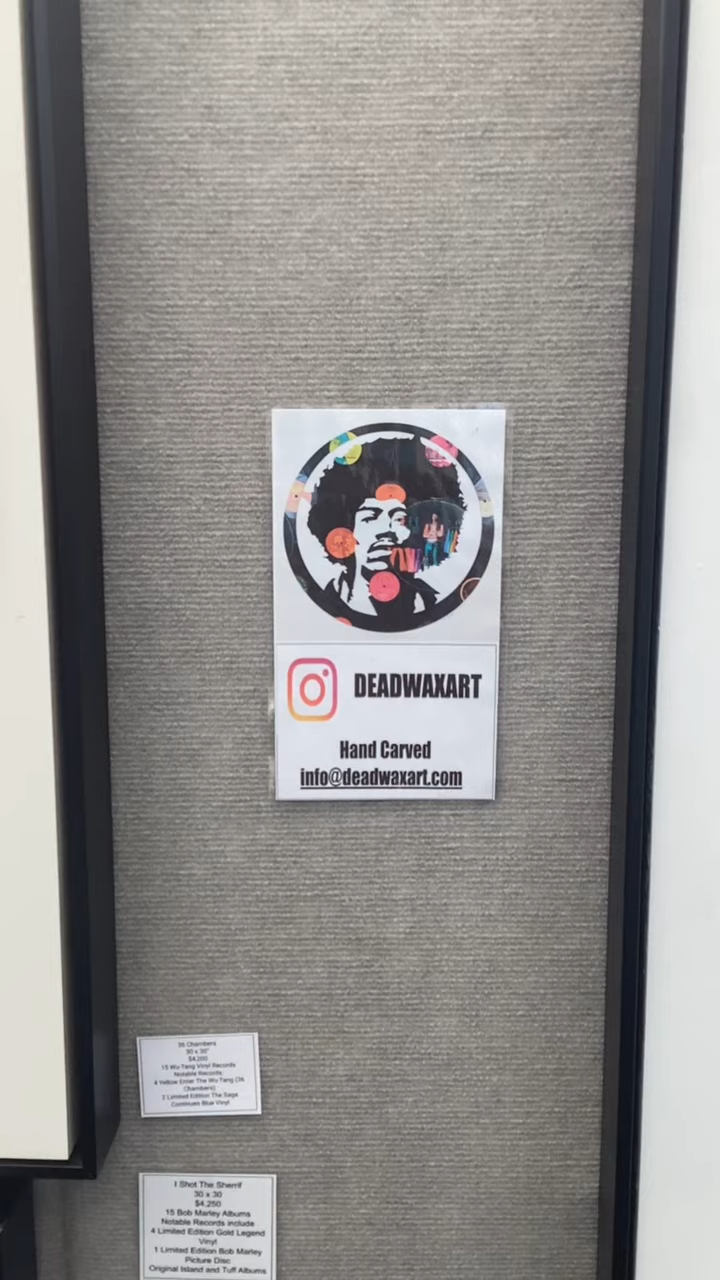 DEADWAXART
Hand Carved
info@deadwaxart.com
36 Chambers
30 x 30"
$4,200
15 Wu-Tang Vinyl Records
Notable Records:
4 Yellow Enter The Wu-Tang (36
Chambers)
2 Limited Edition The Saga
Continues Blue Vinyl
I Shot The Sherrif
30 x 30
$4,250
15 Bob Marley Albums
Notable Records include
4 Limited Edition Gold Legend
Vinyl
1 Limited Edition Bob Marley
Picture Disc
Original Island and Tuff Albums